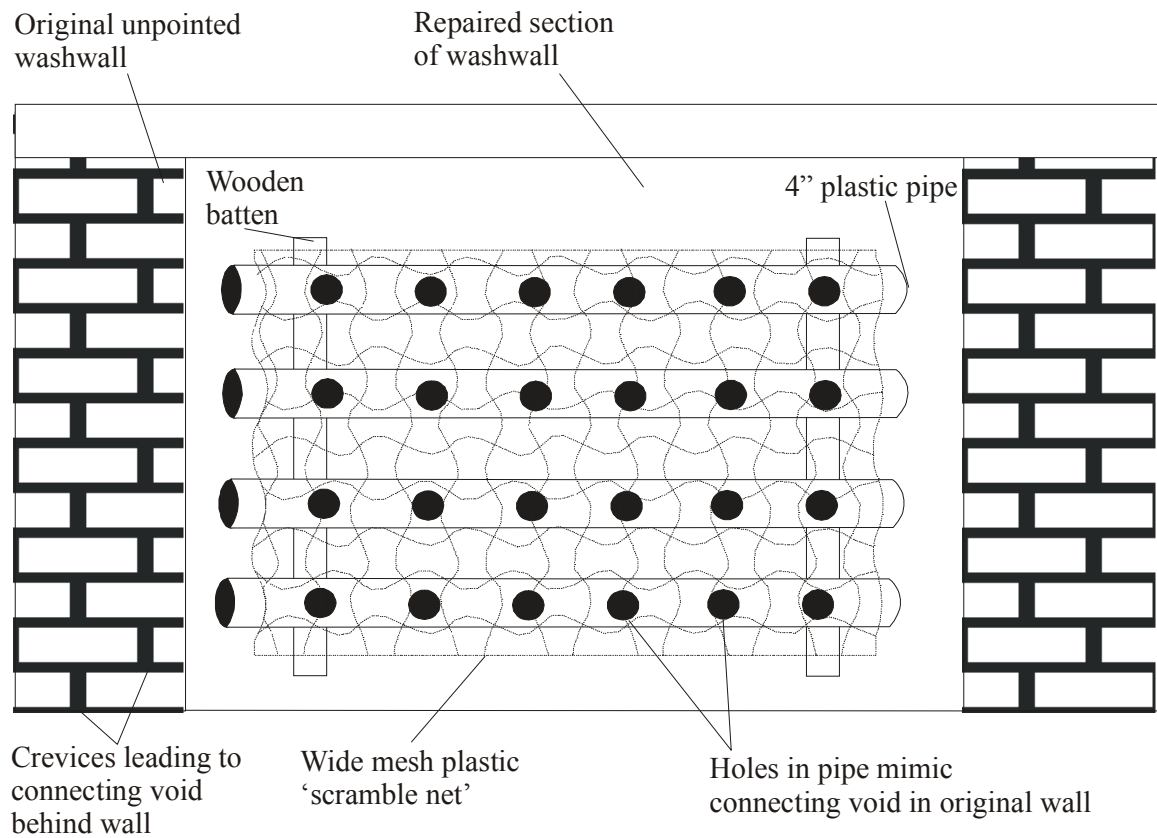 Original unpointed
washwall
Repaired section
of washwall
Wooden
batten
4” plastic pipe
Crevices leading to
connecting void
behind wall
Wide mesh plastic
‘scramble net’
Holes in pipe mimic
connecting void in original wall